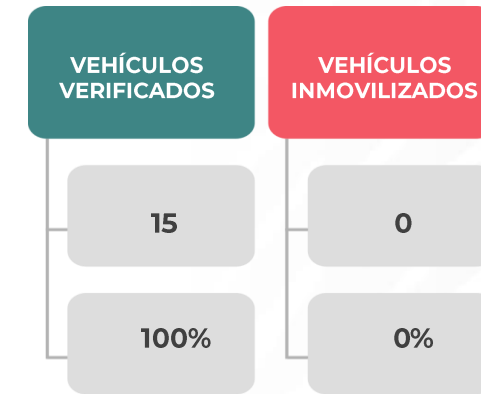 VEHÍCULOS
VERIFICADOS
15
100%
VEHÍCULOS
INMOVILIZADOS
0
0%